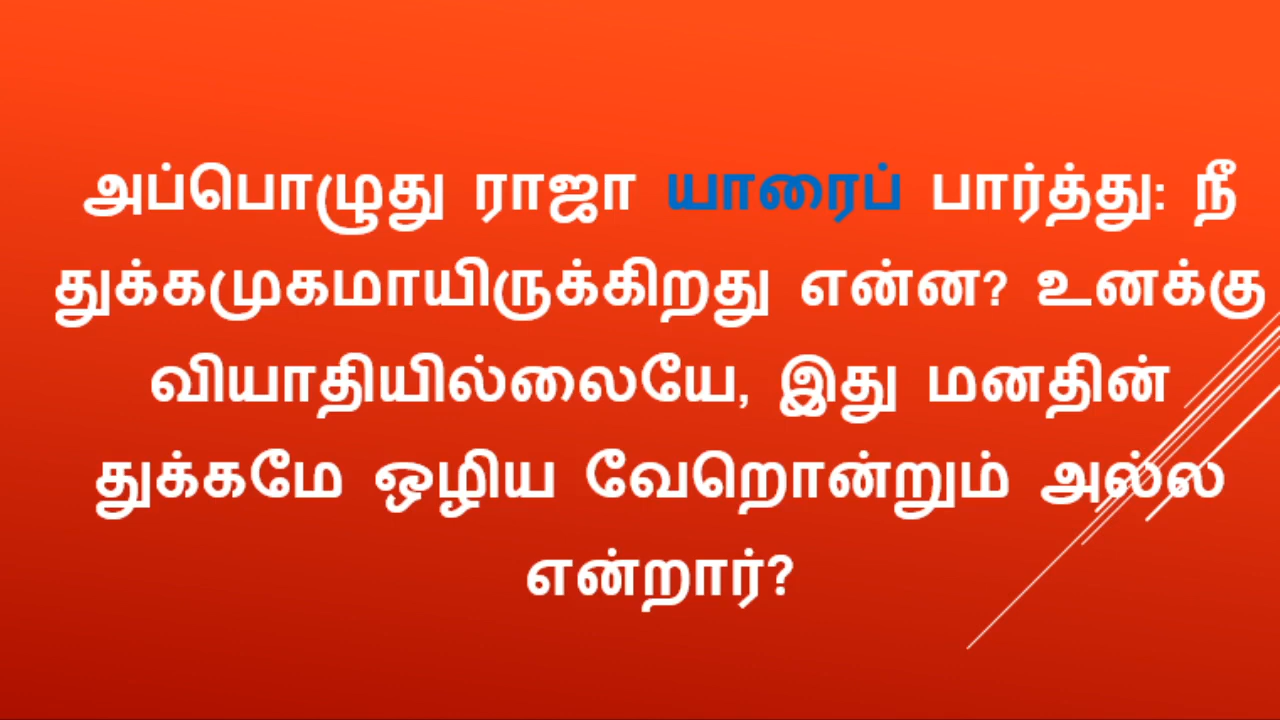 அப்பொழுது ராஜா யாரைப் பார்த்து: நீ
துக்கமுகமாயிருக்கிறது என்ன? உனக்கு
வியாதியில்லையே, இது மனதின்
துக்கமே ஒழிய வேறொன்றும் அல்ல
என்றார்?